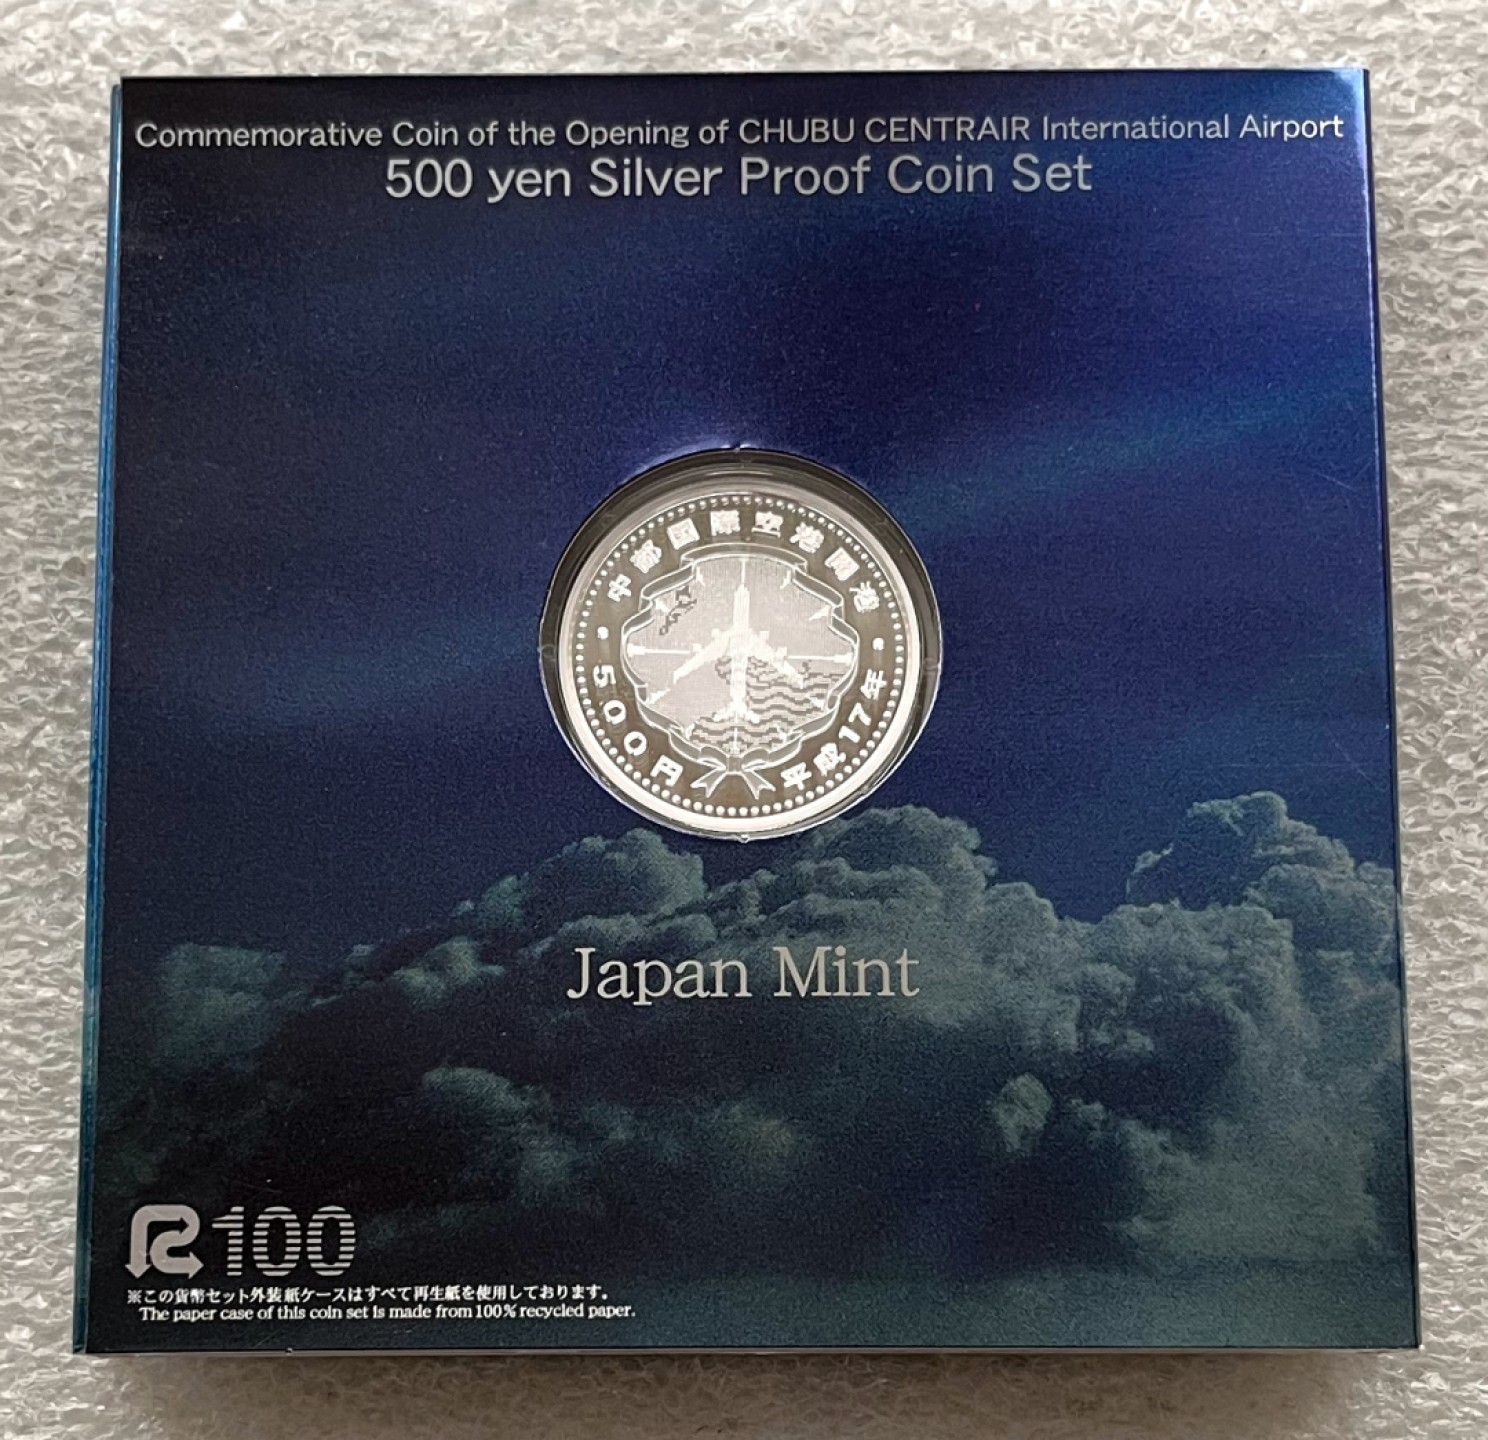 Commemorative Coin of the Opening of CHUBU CENTRAIR International Airport
500 yen Silver Proof Coin Set
中部国際空港開港
500円
平成17年
Japan Mint
R100
※この貨幣セット外装紙ケースはすべて再生紙を使用しております。
The paper case of this coin set is made from 100% recycled paper.